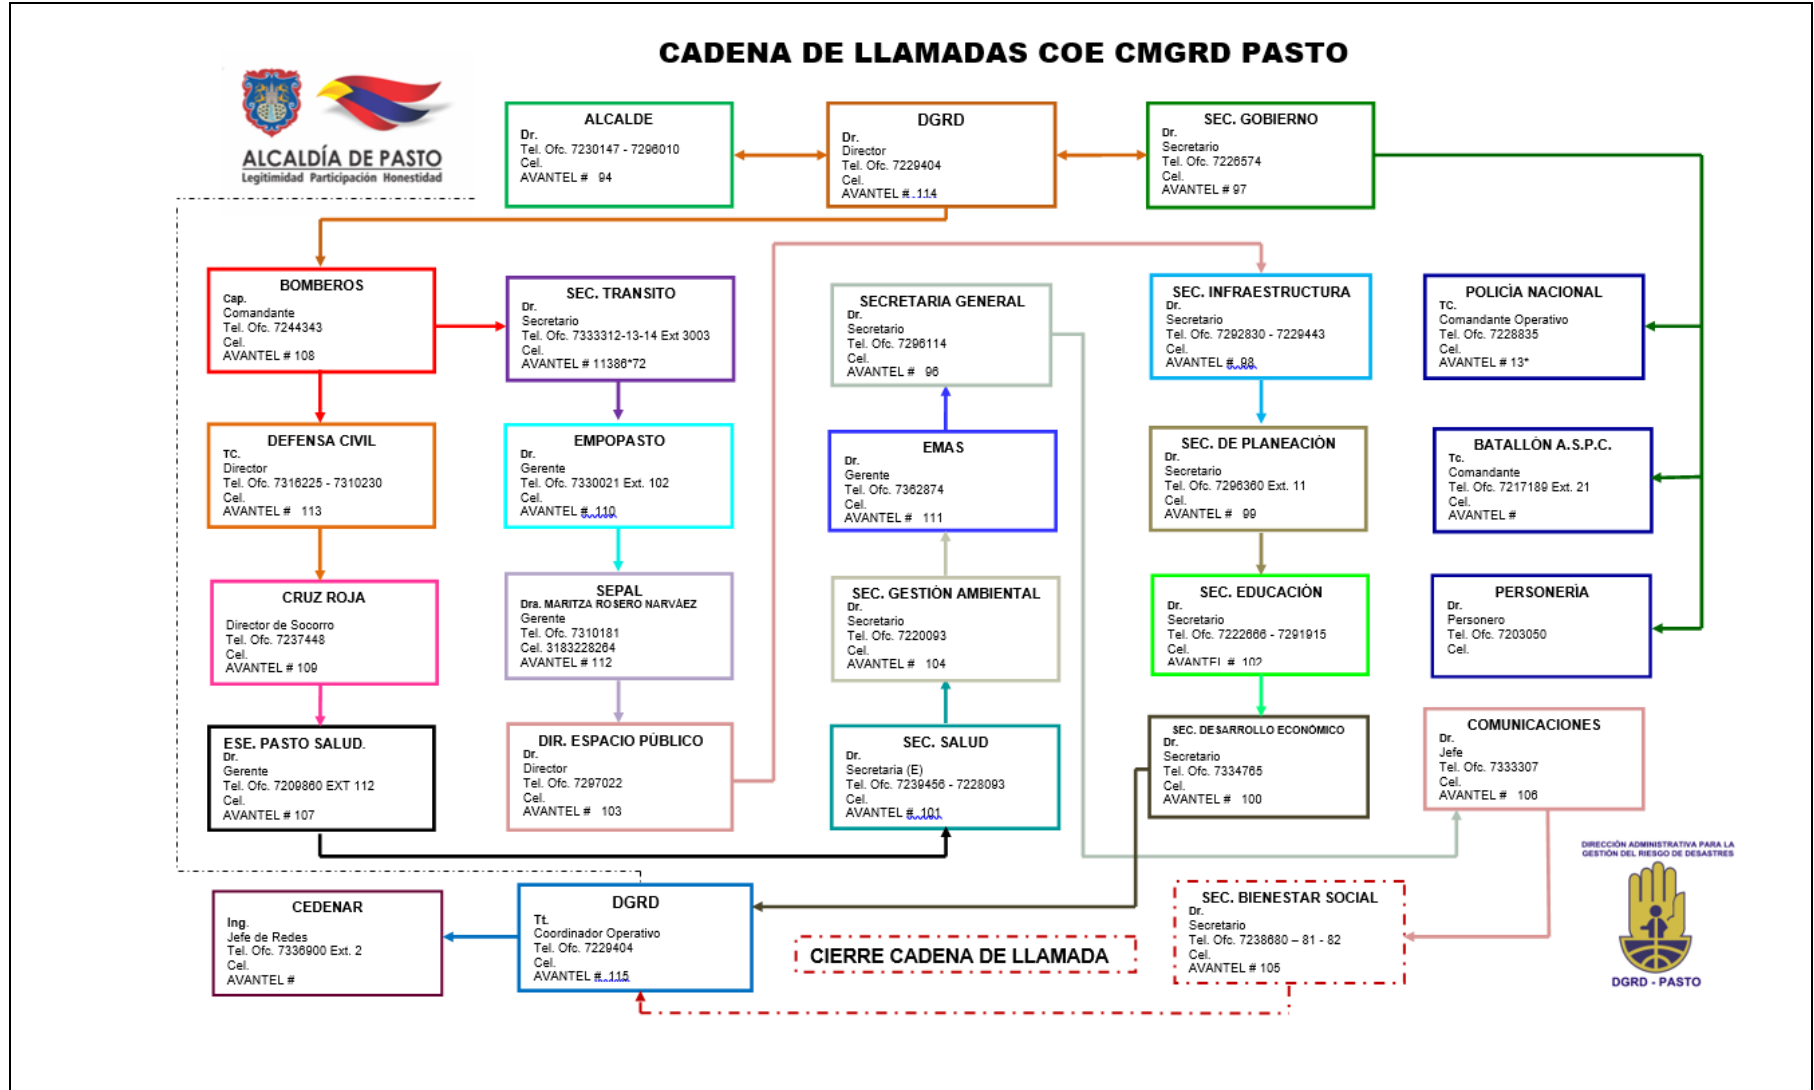 CADENA DE LLAMADAS COE CMGRD PASTO
ALCALDÍA DE PASTO
Legitimidad Participación Honestidad
ALCALDE
Dr.
Tel. Ofc. 7230147 - 7296010
Cel.
AVANTEL # 94
DGRD
Dr.
Director
Tel. Ofc. 7229404
Cel.
AVANTEL # 114
SEC. GOBIERNO
Dr.
Secretario
Tel. Ofc. 7226574
Cel.
AVANTEL # 97
BOMBEROS
Cap.
Comandante
Tel. Ofc. 7244343
Cel.
AVANTEL # 108
SEC. TRANSITO
Dr.
Secretario
Tel. Ofc. 7333312-13-14 Ext 3003
Cel.
AVANTEL # 11386*72
SECRETARIA GENERAL
Dr.
Secretario
Tel. Ofc. 7296114
Cel.
AVANTEL # 96
SEC. INFRAESTRUCTURA
Dr.
Secretario
Tel. Ofc. 7292830 - 7229443
Cel.
AVANTEL # 98
POLICÌA NACIONAL
TC.
Comandante Operativo
Tel. Ofc. 7228835
Cel.
AVANTEL # 13*
DEFENSA CIVIL
TC.
Director
Tel. Ofc. 7316225 - 7310230
Cel.
AVANTEL # 113
EMPOPASTO
Dr.
Gerente
Tel. Ofc. 7330021 Ext. 102
Cel.
AVANTEL # 110
EMAS
Dr.
Gerente
Tel. Ofc. 7362874
Cel.
AVANTEL # 111
SEC. DE PLANEACIÓN
Dr.
Secretario
Tel. Ofc. 7296360 Ext. 11
Cel.
AVANTEL # 99
BATALLÓN A.S.P.C.
Tc.
Comandante
Tel. Ofc. 7217189 Ext. 21
Cel.
AVANTEL #
CRUZ ROJA
Director de Socorro
Tel. Ofc. 7237448
Cel.
AVANTEL # 109
SEPAL
Dra. MARITZA ROSERO NARVÁEZ
Gerente
Tel. Ofc. 7310181
Cel. 3183228264
AVANTEL # 112
SEC. GESTIÓN AMBIENTAL
Dr.
Secretario
Tel. Ofc. 7220093
Cel.
AVANTEL # 104
SEC. EDUCACIÓN
Dr.
Secretario
Tel. Ofc. 7222666 - 7291915
Cel.
AVANTEL # 102
PERSONERÌA
Dr.
Personero
Tel. Ofc. 7203050
Cel.
ESE. PASTO SALUD.
Dr.
Gerente
Tel. Ofc. 7209860 EXT 112
Cel.
AVANTEL # 107
DIR. ESPACIO PÚBLICO
Dr.
Director
Tel. Ofc. 7297022
Cel.
AVANTEL # 103
SEC. SALUD
Dr.
Secretaria (E)
Tel. Ofc. 7239456 - 7228093
Cel.
AVANTEL # 101
SEC. DESARROLLO ECONÓMICO
Dr.
Secretario
Tel. Ofc. 7334765
Cel.
AVANTEL # 100
COMUNICACIONES
Dr.
Jefe
Tel. Ofc. 7333307
Cel.
AVANTEL # 106
CEDENAR
Ing.
Jefe de Redes
Tel. Ofc. 7336900 Ext. 2
Cel.
AVANTEL #
DGRD
Tt.
Coordinador Operativo
Tel. Ofc. 7229404
Cel.
AVANTEL # 115
CIERRE CADENA DE LLAMADA
SEC. BIENESTAR SOCIAL
Dr.
Secretario
Tel. Ofc. 7238680 – 81 - 82
Cel.
AVANTEL # 105
DIRECCIÓN ADMINISTRATIVA PARA LA
GESTIÓN DEL RIESGO DE DESASTRES
DGRD - PASTO